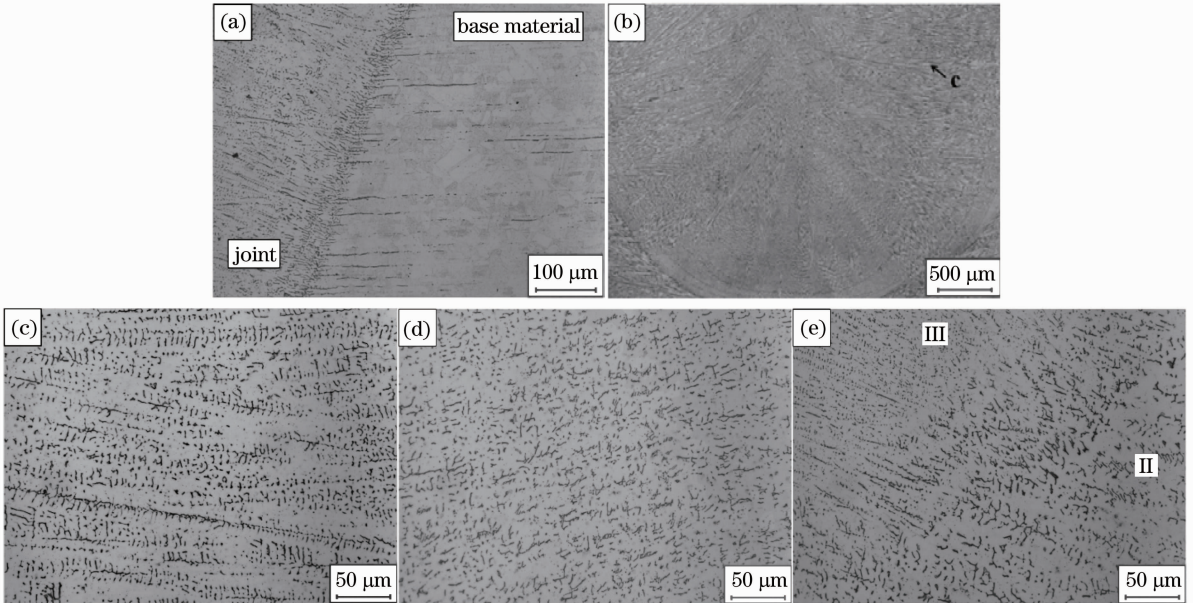 (a)
base material
joint
100 μm
(b)
c
500 μm
(c)
50 μm
(d)
50 μm
(e)
III
II
50 μm